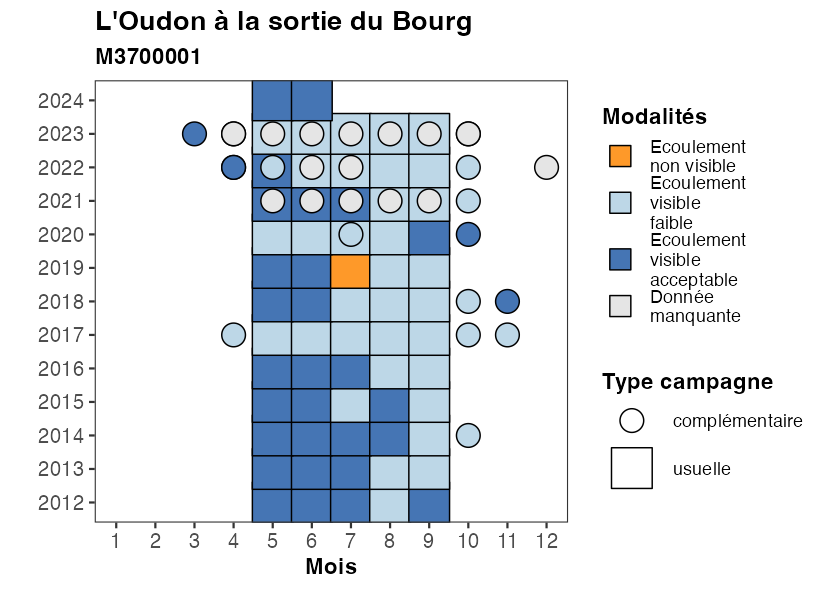 L'Oudon à la sortie du Bourg
M3700001
2024
2023
2022
2021
2020
2019
2018
2017
2016
2015
2014
2013
2012
1 2 3 4 5 6 7 8 9 10 11 12
Mois
Modalités
Ecoulement
non visible
Ecoulement
visible
faible
Ecoulement
visible
acceptable
Donnée
manquante
Type campagne
complémentaire
usuelle